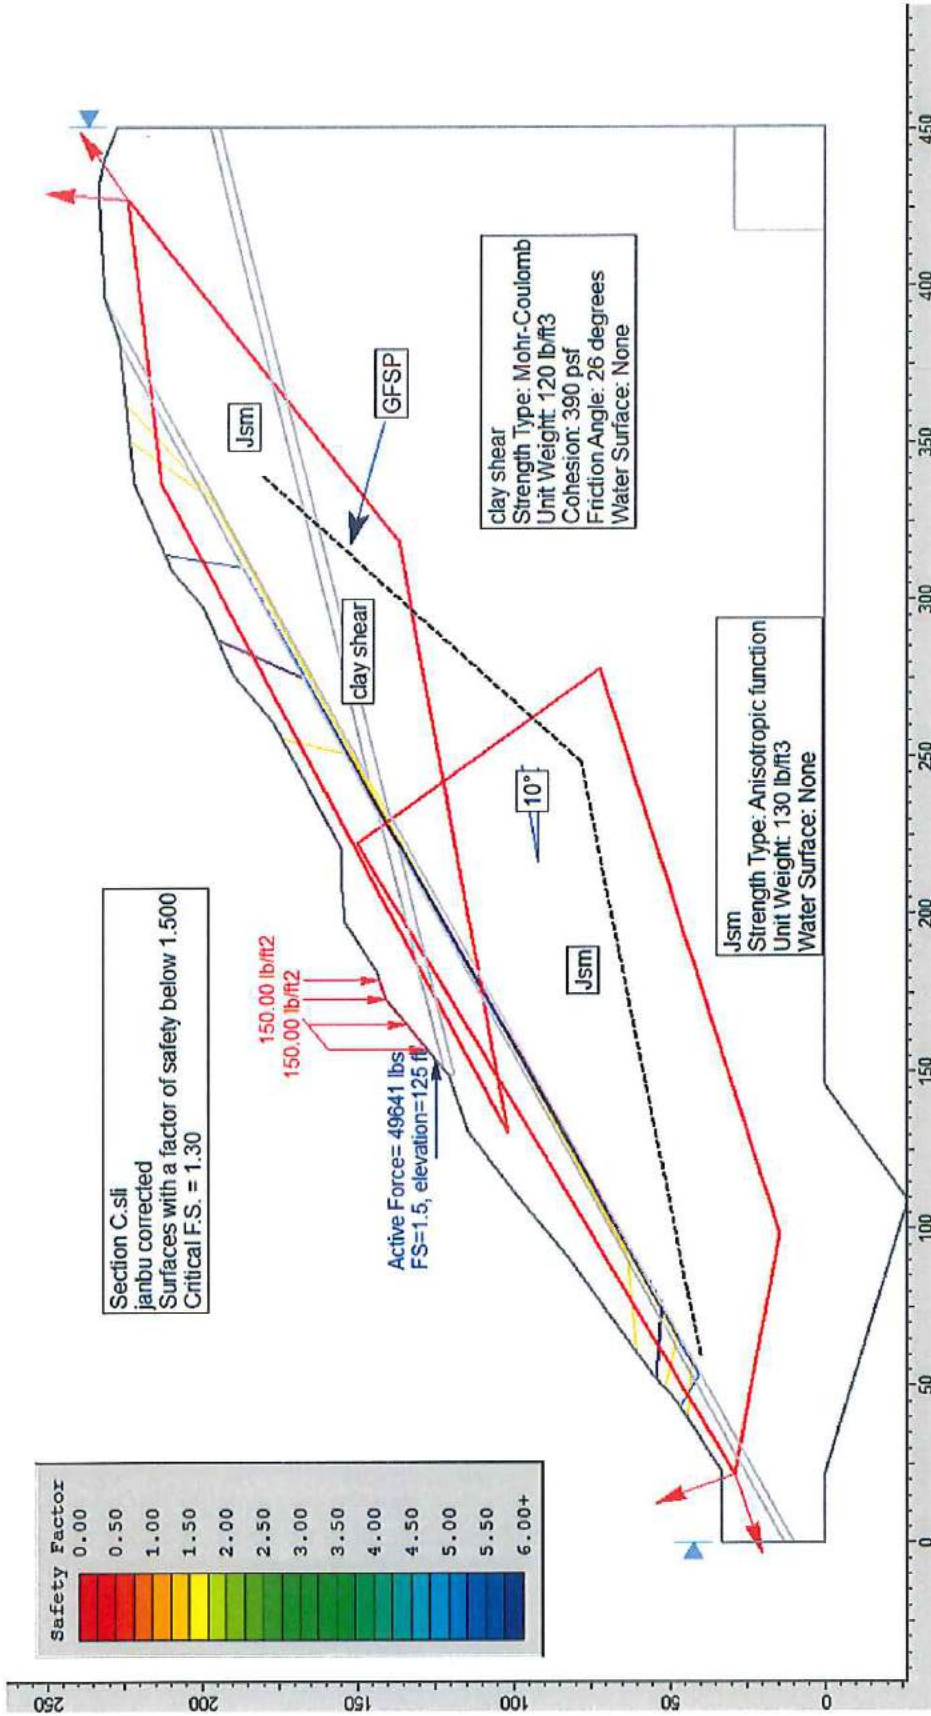 Safety Factor
0.00
0.50
1.00
1.50
2.00
2.50
3.00
3.50
4.00
4.50
5.00
5.50
6.00+
Section C.sli
janbu corrected
Surfaces with a factor of safety below 1.500
Critical F.S. = 1.30
150.00 lb/ft2
150.00 lb/ft2
Active Force= 49641 lbs
FS=1.5, elevation=125 ft
Jsm
GFSP
clay shear
10°
Jsm
clay shear
Strength Type: Mohr-Coulomb
Unit Weight: 120 lb/ft3
Cohesion: 390 psf
Friction Angle: 26 degrees
Water Surface: None
Jsm
Strength Type: Anisotropic function
Unit Weight: 130 lb/ft3
Water Surface: None
250
200
150
100
50
0
0
50
100
150
200
250
300
350
400
450